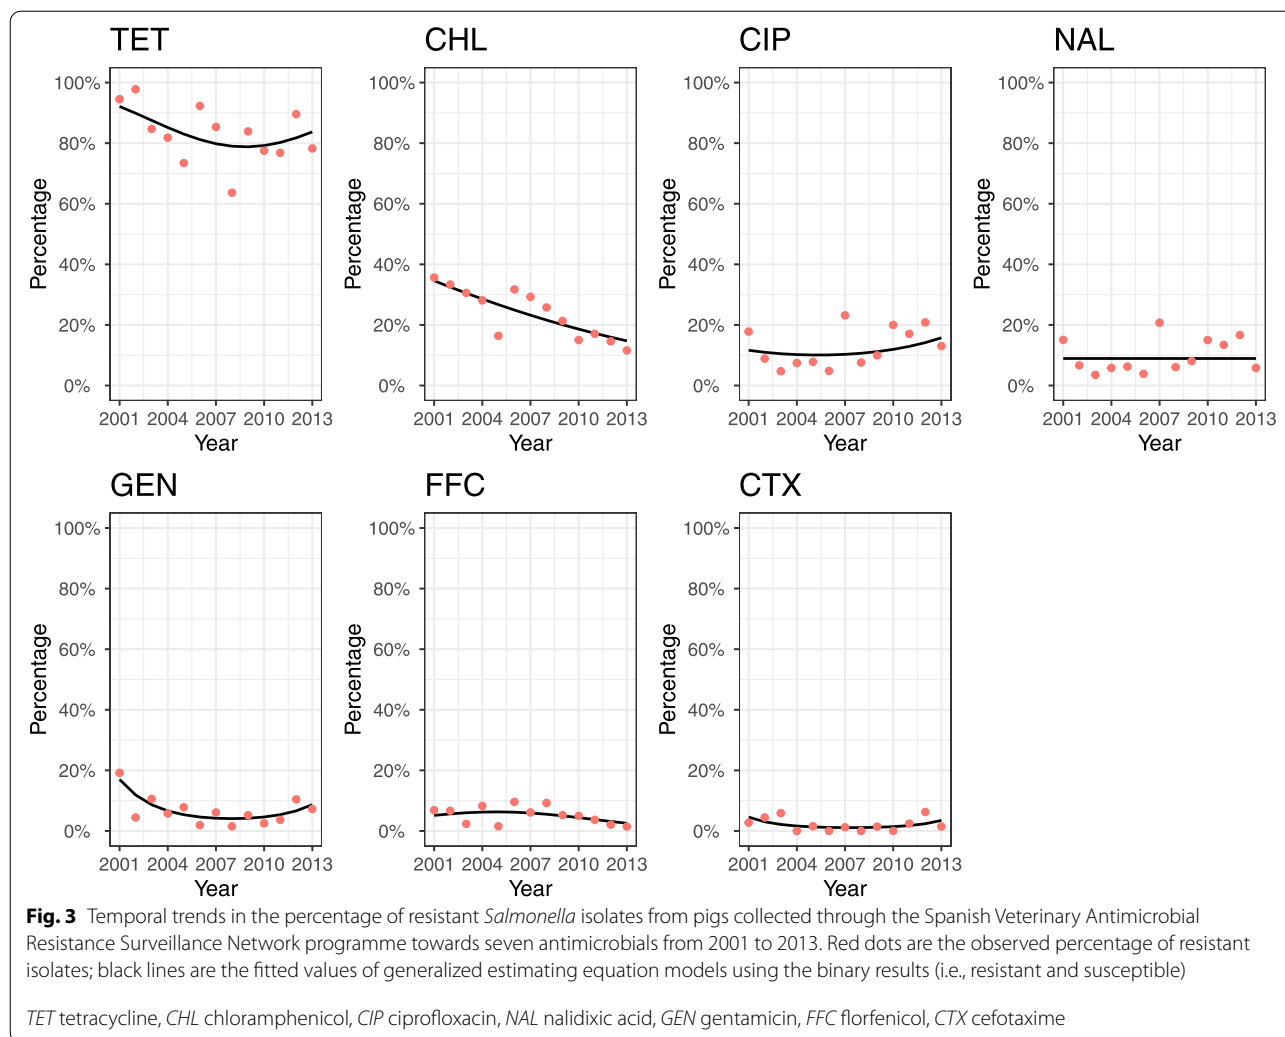 TET
CHL
CIP
NAL
100%
80%
60%
40%
20%
0%
Percentage
2001 2004 2007 2010 2013
Year
100%
80%
60%
40%
20%
0%
Percentage
2001 2004 2007 2010 2013
Year
100%
80%
60%
40%
20%
0%
Percentage
2001 2004 2007 2010 2013
Year
100%
80%
60%
40%
20%
0%
Percentage
2001 2004 2007 2010 2013
Year
GEN
FFC
CTX
100%
80%
60%
40%
20%
0%
Percentage
2001 2004 2007 2010 2013
Year
100%
80%
60%
40%
20%
0%
Percentage
2001 2004 2007 2010 2013
Year
100%
80%
60%
40%
20%
0%
Percentage
2001 2004 2007 2010 2013
Year
Fig. 3 Temporal trends in the percentage of resistant Salmonella isolates from pigs collected through the Spanish Veterinary Antimicrobial
Resistance Surveillance Network programme towards seven antimicrobials from 2001 to 2013. Red dots are the observed percentage of resistant
isolates; black lines are the fitted values of generalized estimating equation models using the binary results (i.e., resistant and susceptible)
TET tetracycline, CHL chloramphenicol, CIP ciprofloxacin, NAL nalidixic acid, GEN gentamicin, FFC florfenicol, CTX cefotaxime